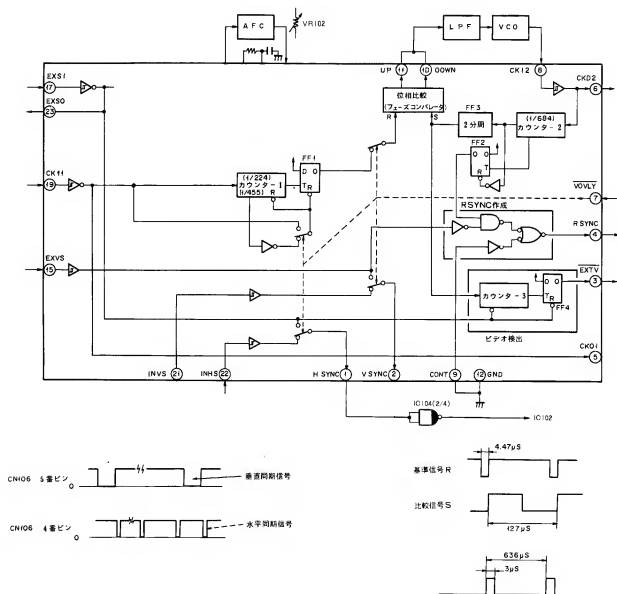 AFC
VR102
LPF
VCO
UP
11
10
DOWN
CK12
8
EXSI
17
EXSO
23
CKD2
6
位相比較
(フェーズコンパレータ)
R
S
FF3
2分周
(1/684)
カウンター2
FF2
D
R
T
FF1
D
O
T
R
CK11
19
(1/224)
カウンター1
(1/455)
R
VOVLY
7
RSYNC作成
RSYNC
4
EXVS
15
EXTV
3
カウンター3
D
O
T
R
FF4
ビデオ検出
CKO1
5
INVS
21
INHS
22
HSYNC
1
VSYNC
2
CONT
9
12
GND
IC104(2/4)
IC102
CN106 5番ピン
0
垂直同期信号
CN106 4番ピン
0
水平同期信号
4.47μS
基準信号R
比較信号S
127μS
636μS
3μS